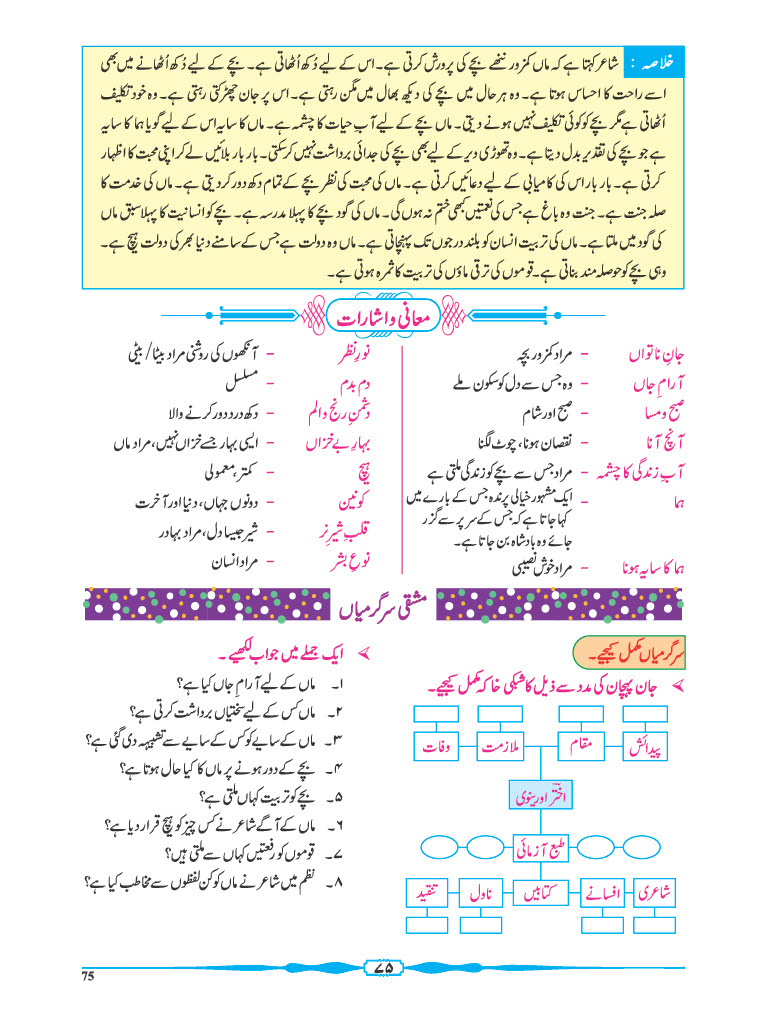 خلاصہ : شاعر کہتا ہے کہ ماں کمزور ننھے بچے کی پرورش کرتی ہے۔ اس کے لیے دُکھ اُٹھاتی ہے۔ بچے کے لیے دُکھ اُٹھانے میں بھی
اسے راحت کا احساس ہوتا ہے۔ وہ ہر حال میں بچے کی دیکھ بھال میں مگن رہتی ہے۔ اس پر جان چھڑکتی رہتی ہے۔ وہ خود تکلیف
اُٹھاتی ہے مگر بچے کو کوئی تکلیف نہیں ہونے دیتی۔ ماں بچے کے لیے آبِ حیات کا چشمہ ہے۔ ماں کا سایہ اس کے لیے گویا ہما کا سایہ
ہے جو بچے کی تقدیر بدل دیتا ہے۔ وہ تھوڑی دیر کے لیے بھی بچے کی جدائی برداشت نہیں کرسکتی۔ بار بار بلائیں لے کر اپنی محبت کا اظہار
کرتی ہے۔ بار بار اس کی کامیابی کے لیے دعائیں کرتی ہے۔ ماں کی محبت کی نظر بچے کے تمام دکھ دور کردیتی ہے۔ ماں کی خدمت کا
صلہ جنت ہے۔ جنت وہ باغ ہے جس کی نعمتیں کبھی ختم نہ ہوں گی۔ ماں کی گود بچے کا پہلا مدرسہ ہے۔ بچے کو انسانیت کا پہلا سبق ماں
کی گود میں ملتا ہے۔ ماں کی تربیت انسان کو بلند درجوں تک پہنچاتی ہے۔ ماں وہ دولت ہے جس کے سامنے دنیا بھر کی دولت ہیچ ہے۔
وہی بچے کو حوصلہ مند بناتی ہے۔ قوموں کی ترقی ماؤں کی تربیت کا ثمرہ ہوتی ہے۔
معانی و اشارات
جانِ ناتواں – مراد کمزور بچہ
آرامِ جاں – وہ جس سے دل کو سکون ملے
صبح و مسا – صبح اور شام
آنچ آنا – نقصان ہونا، چوٹ لگنا
آبِ زندگی کا چشمہ – مراد جس سے بچے کو زندگی ملتی ہے
ہما – ایک مشہور خیالی پرندہ جس کے بارے میں
کہا جاتا ہے کہ جس کے سر پر سے گزر
جائے وہ بادشاہ بن جاتا ہے۔
ہما کا سایہ ہونا – مراد خوش نصیبی
نورِ نظر – آنکھوں کی روشنی مراد بیٹا/ بیٹی
دم بدم – مسلسل
دشمنِ رنج و الم – دکھ درد دور کرنے والا
بہارِ بے خزاں – ایسی بہار جسے خزاں نہیں، مراد ماں
ہیچ – کمتر، معمولی
کونین – دونوں جہاں، دنیا اور آخرت
قلبِ شیرِ نر – شیر جیسا دل، مراد بہادر
نوعِ بشر – مراد انسان
مشقی سرگرمیاں
سرگرمیاں مکمل کیجیے۔
جان پہچان کی مدد سے ذیل کا شبکی خاکہ مکمل کیجیے۔
پیدائش
مقام
ملازمت
وفات
اختر اورینوی
طبع آزمائی
شاعری
افسانے
کتابیں
ناول
تنقید
ایک جملے میں جواب لکھیے۔
۱۔ ماں کے لیے آرامِ جاں کیا ہے؟
۲۔ ماں کس کے لیے سختیاں برداشت کرتی ہے؟
۳۔ ماں کے سایے کو کس کے سایے سے تشبیہہ دی گئی ہے؟
۴۔ بچے کے دور ہونے پر ماں کا کیا حال ہوتا ہے؟
۵۔ بچے کو تربیت کہاں ملتی ہے؟
۶۔ ماں کے آگے شاعر نے کس چیز کو ہیچ قرار دیا ہے؟
۷۔ قوموں کو رفعتیں کہاں سے ملتی ہیں؟
۸۔ نظم میں شاعر نے ماں کو کن لفظوں سے مخاطب کیا ہے؟
۷۵
75